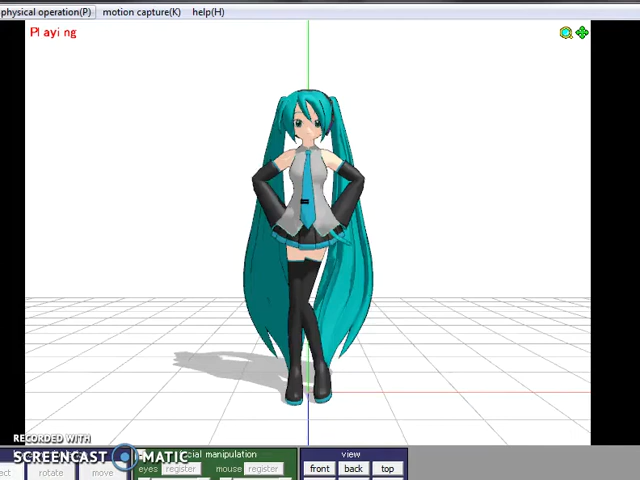 physical operation(P) motion capture(K) help(H)
Playing
RECORDED WITH
SCREENCAST MATIC
cial manipulation view
rotate move eyes register mouse register front back top